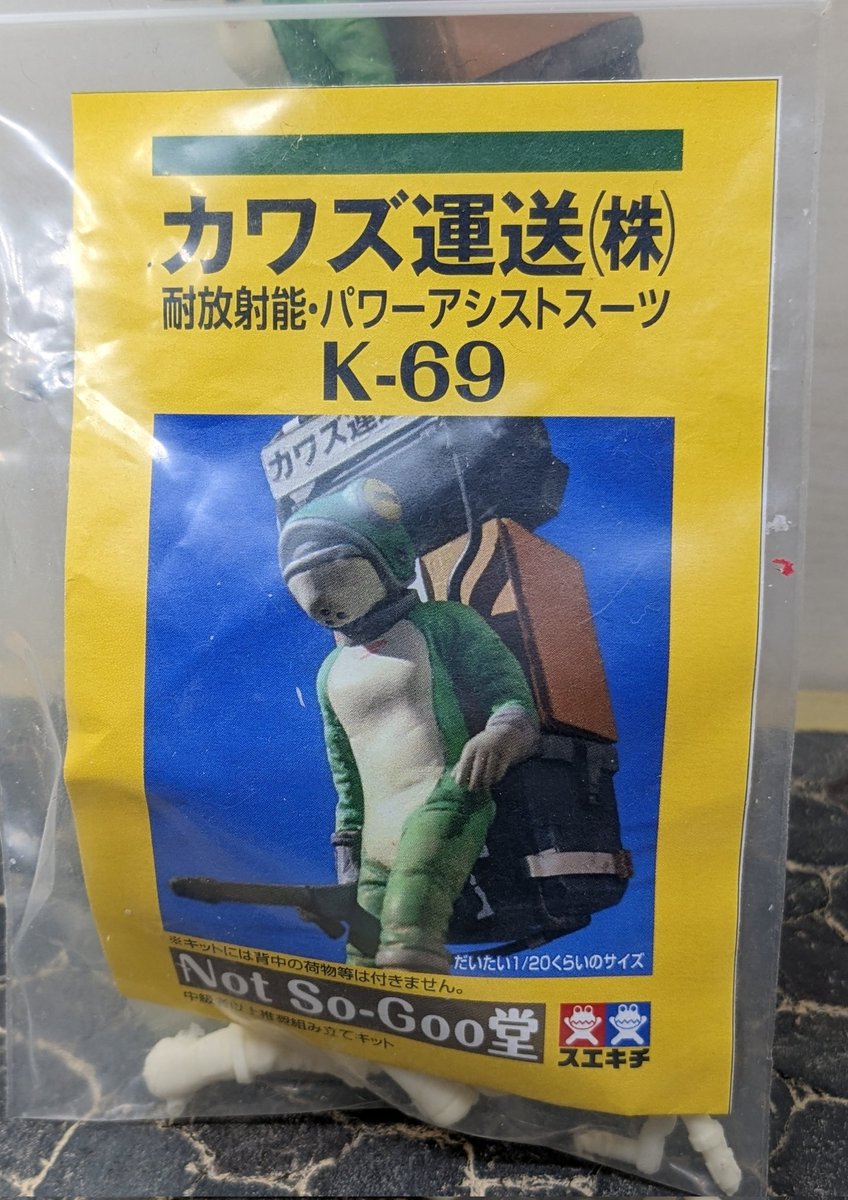 カワズ運送㈱
耐放射能・パワーアシストスーツ
K-69
カワズ運
※キットには背中の荷物等は付きません。
だいたい1/20くらいのサイズ
Not So-Goo堂
中級者以上推奨組み立てキット
スエキチ